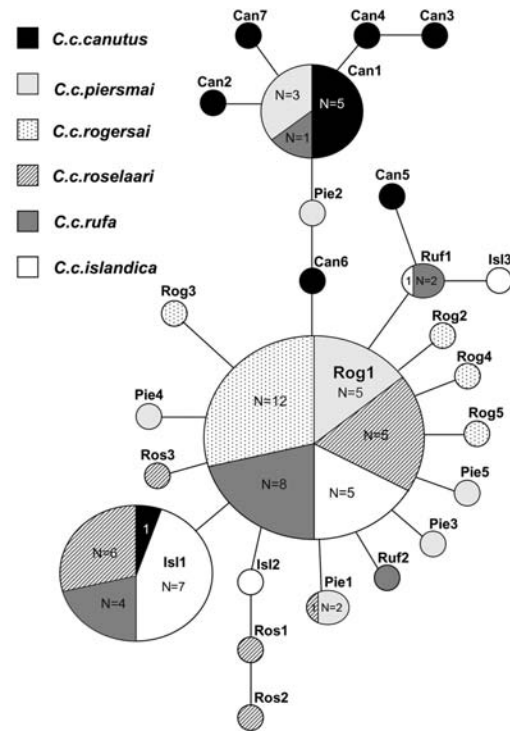 C.c.canutus
C.c.piersmai
C.c.rogersai
C.c.roselaari
C.c.rufa
C.c.islandica
Can7
Can4
Can3
Can2
Can1
N=3
N=5
N=1
Pie2
Can5
Can6
Ruf1
1
N=2
Isl3
Rog3
Rog2
Rog1
N=5
Rog4
Pie4
N=12
N=5
Rog5
Ros3
N=8
N=5
Pie5
Pie3
1
N=6
Isl1
N=7
N=4
Isl2
Ruf2
Pie1
1
N=2
Ros1
Ros2